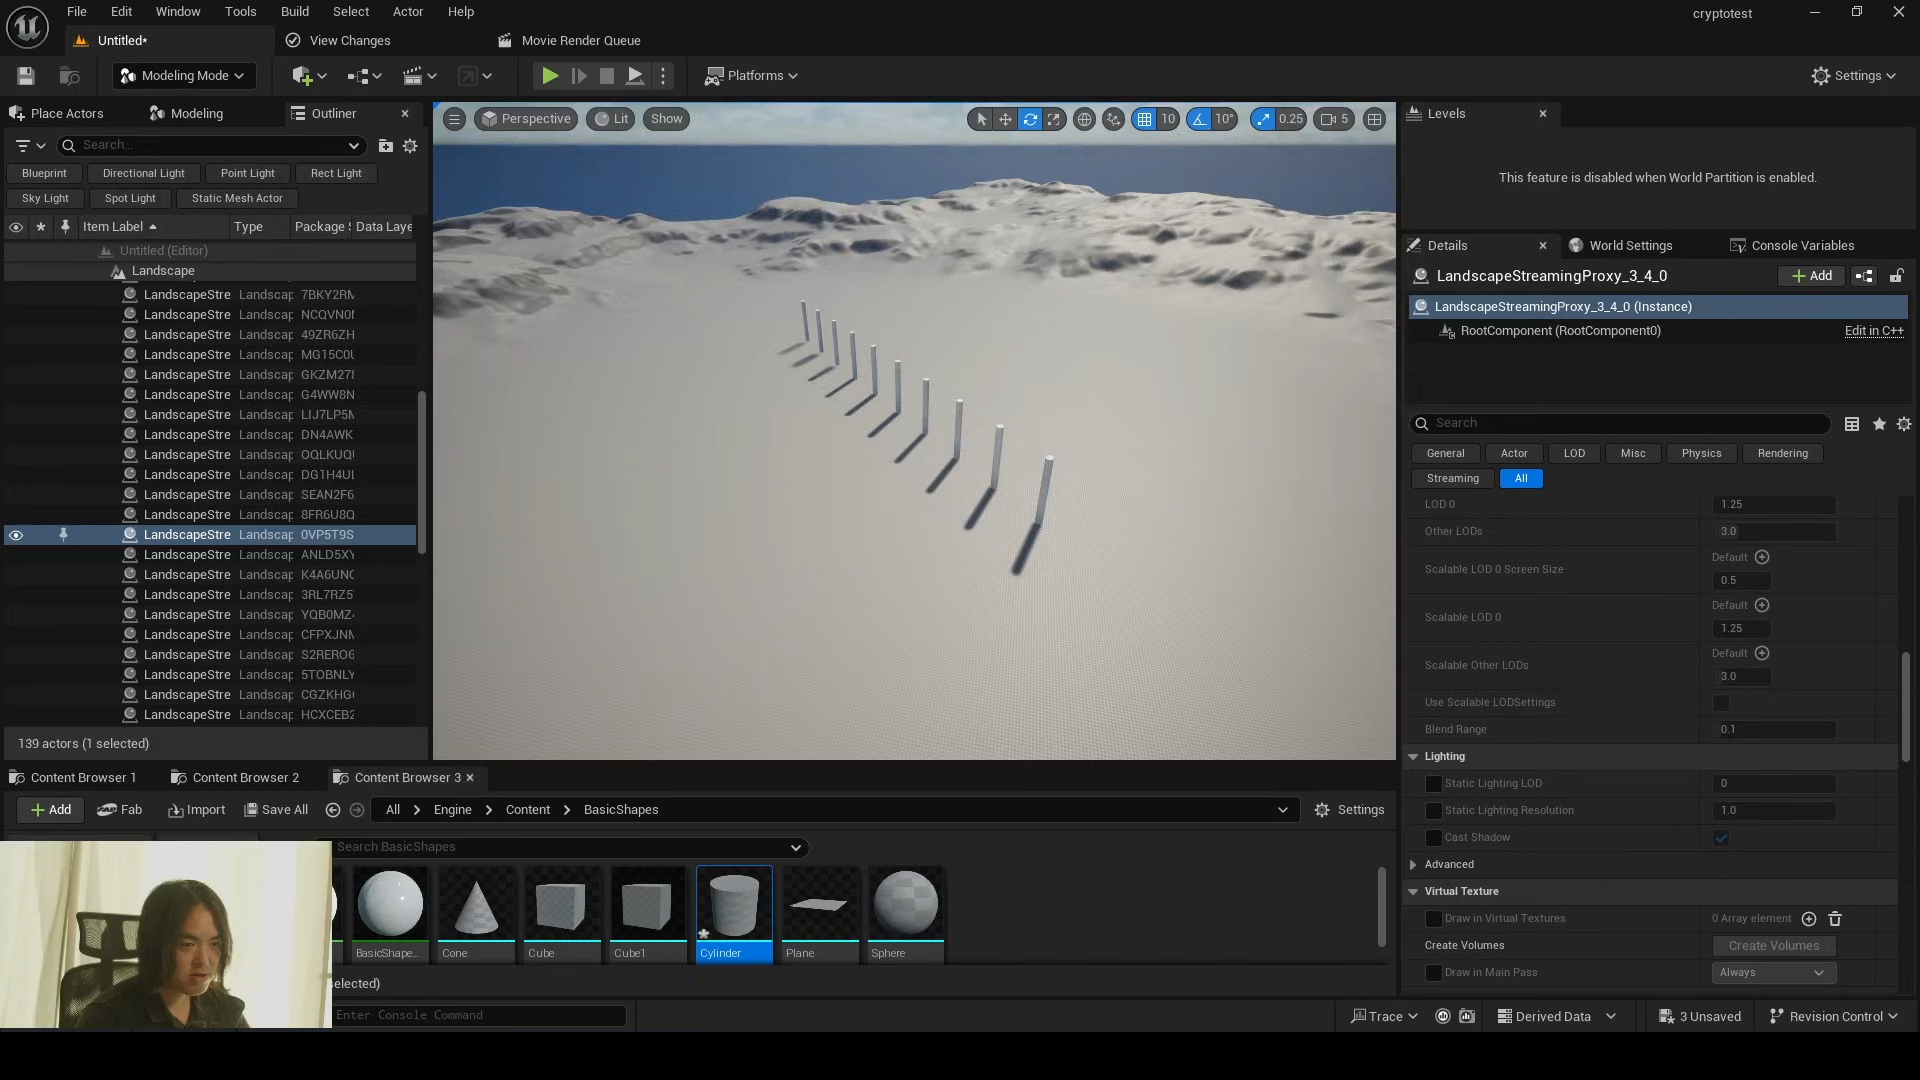 File Edit Window Tools Build Select Actor Help
cryptotest
Untitled*
View Changes
Movie Render Queue
Modeling Mode
Platforms
Settings
Place Actors
Modeling
Outliner
Search...
Blueprint
Directional Light
Point Light
Rect Light
Sky Light
Spot Light
Static Mesh Actor
Item Label
Type
Package S
Data Laye
Untitled (Editor)
Landscape
LandscapeStre Landscap 7BKY2RM
LandscapeStre Landscap NCQVN0I
LandscapeStre Landscap 49ZR6ZH
LandscapeStre Landscap MG15C0U
LandscapeStre Landscap GKZM278
LandscapeStre Landscap G4WW8N
LandscapeStre Landscap LIJ7LP5M
LandscapeStre Landscap DN4AWK
LandscapeStre Landscap OQLKUQU
LandscapeStre Landscap DG1H4UL
LandscapeStre Landscap SEAN2F6
LandscapeStre Landscap 8FR6U8Q
LandscapeStre Landscap 0VP5T9S
LandscapeStre Landscap ANLD5XY
LandscapeStre Landscap K4A6UNC
LandscapeStre Landscap 3RL7RZ5
LandscapeStre Landscap YQB0MZ4
LandscapeStre Landscap CFPXJNM
LandscapeStre Landscap S2RERO6
LandscapeStre Landscap 5TOBNLY
LandscapeStre Landscap CGZKHG
LandscapeStre Landscap HCXCEB2
139 actors (1 selected)
Perspective
Lit
Show
10
10°
0.25
5
Levels
This feature is disabled when World Partition is enabled.
Details
World Settings
Console Variables
LandscapeStreamingProxy_3_4_0
Add
LandscapeStreamingProxy_3_4_0 (Instance)
RootComponent (RootComponent0)
Edit in C++
Search
General
Actor
LOD
Misc
Physics
Rendering
Streaming
All
LOD 0 1.25
Other LODs 3.0
Default
Scalable LOD 0 Screen Size
0.5
Default
Scalable LOD 0
1.25
Default
Scalable Other LODs
3.0
Use Scalable LODSettings
Blend Range 0.1
Lighting
Static Lighting LOD 0
Static Lighting Resolution 1.0
Cast Shadow
Advanced
Virtual Texture
Draw in Virtual Textures 0 Array element
Create Volumes Create Volumes
Draw in Main Pass Always
Content Browser 1
Content Browser 2
Content Browser 3
Add
Fab
Import
Save All
All
Engine
Content
BasicShapes
Settings
Search BasicShapes
BasicShape...
Cone
Cube
Cube1
Cylinder
Plane
Sphere
selected)
Enter Console Command
Trace
Derived Data
3 Unsaved
Revision Control